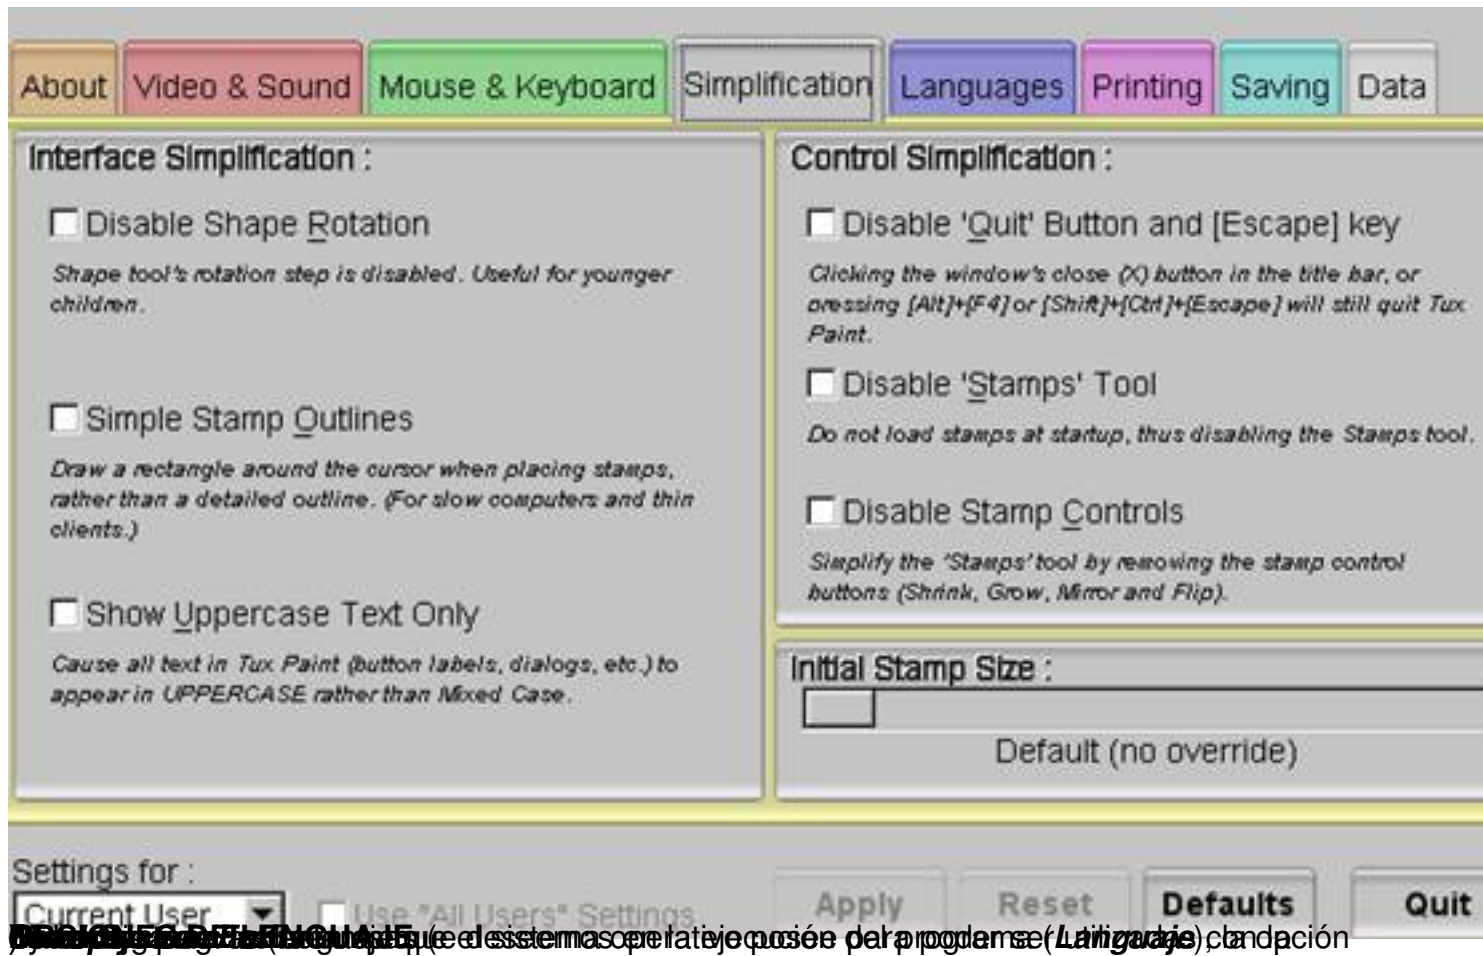 About Video & Sound Mouse & Keyboard Simplification Languages Printing Saving Data
Interface Simplification :
Disable Shape Rotation
Shape tool's rotation step is disabled. Useful for younger
children.
Simple Stamp Outlines
Draw a rectangle around the cursor when placing stamps,
rather than a detailed outline. (For slow computers and thin
clients.)
Show Uppercase Text Only
Cause all text in Tux Paint (button labels, dialogs, etc.) to
appear in UPPERCASE rather than Mixed Case.
Control Simplification :
Disable 'Quit' Button and [Escape] key
Clicking the window's close (X) button in the title bar, or
pressing [Alt]+[F4] or [Shift]+[Ctrl]+[Escape] will still quit Tux
Paint.
Disable 'Stamps' Tool
Do not load stamps at startup, thus disabling the Stamps tool.
Disable Stamp Controls
Simplify the 'Stamps' tool by removing the stamp control
buttons (Shrink, Grow, Mirror and Flip).
Initial Stamp Size :
Default (no override)
Settings for :
Current User Use "All Users" Settings Apply Reset Defaults Quit